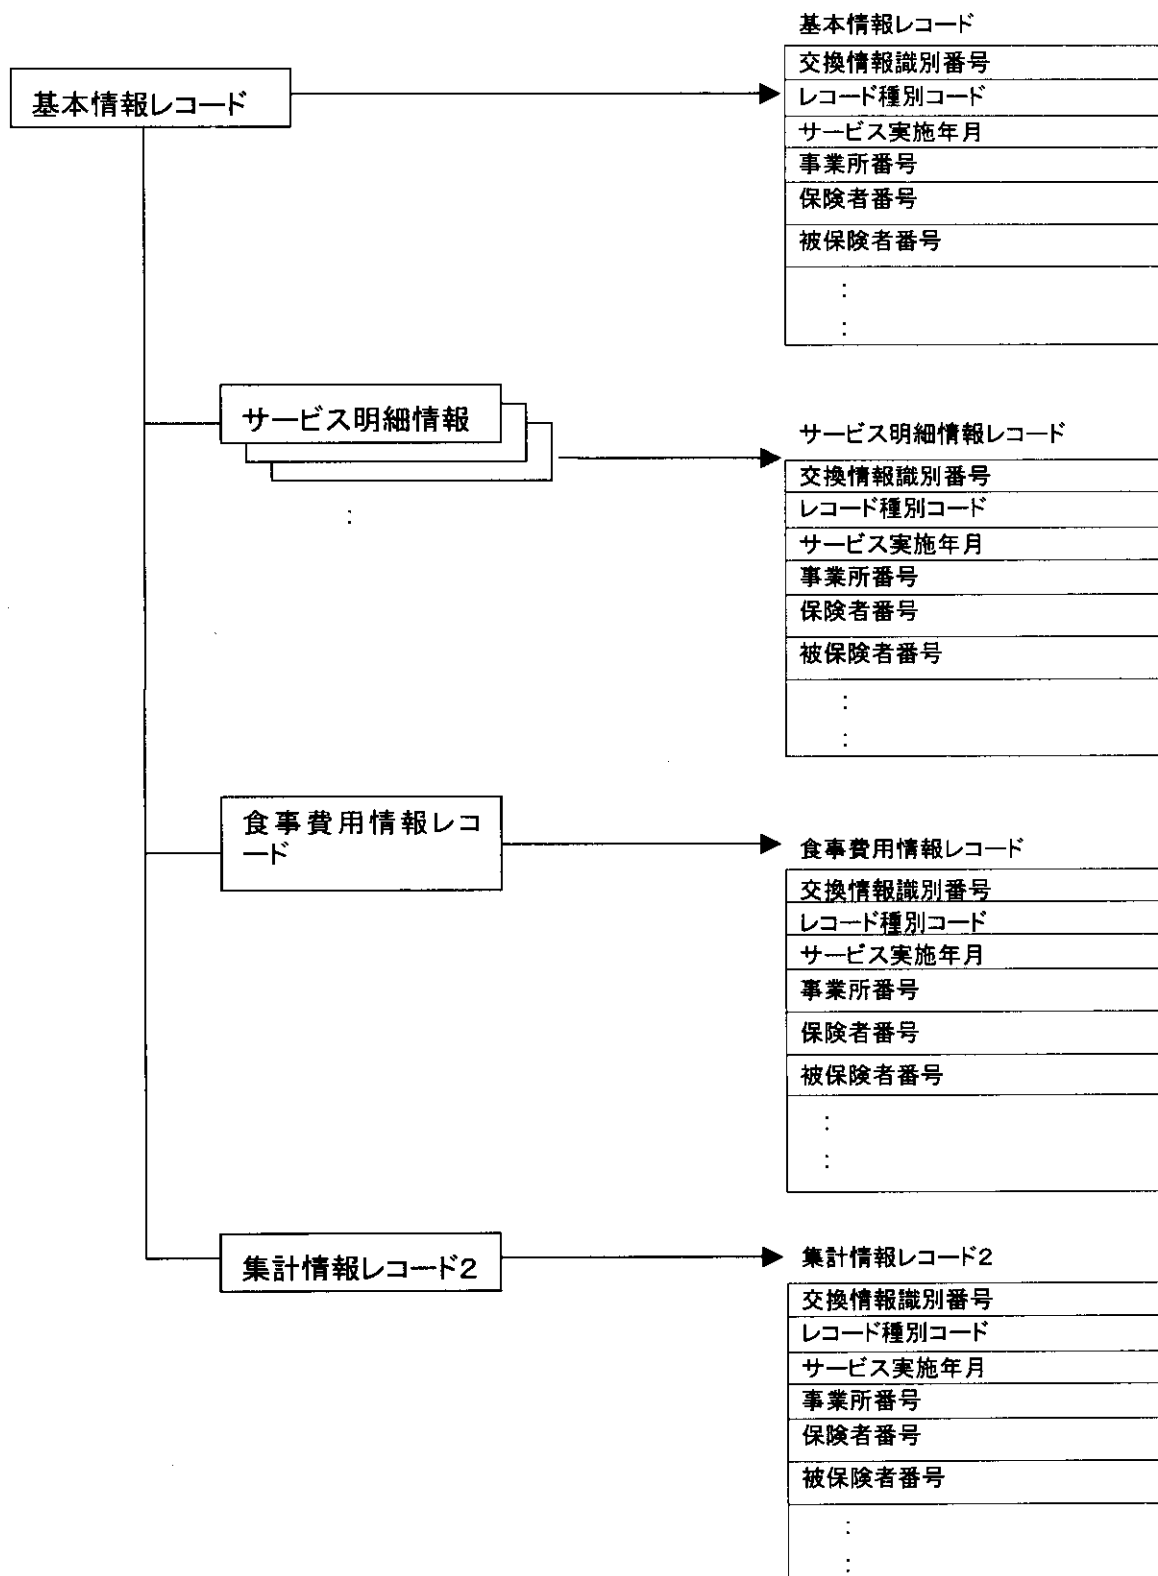 基本情報レコード
基本情報レコード
交換情報識別番号
レコード種別コード
サービス実施年月
事業所番号
保険者番号
被保険者番号
:
:
サービス明細情報
:
サービス明細情報レコード
交換情報識別番号
レコード種別コード
サービス実施年月
事業所番号
保険者番号
被保険者番号
:
:
食事費用情報レコ
ード
食事費用情報レコード
交換情報識別番号
レコード種別コード
サービス実施年月
事業所番号
保険者番号
被保険者番号
:
:
集計情報レコード2
集計情報レコード2
交換情報識別番号
レコード種別コード
サービス実施年月
事業所番号
保険者番号
被保険者番号
:
: